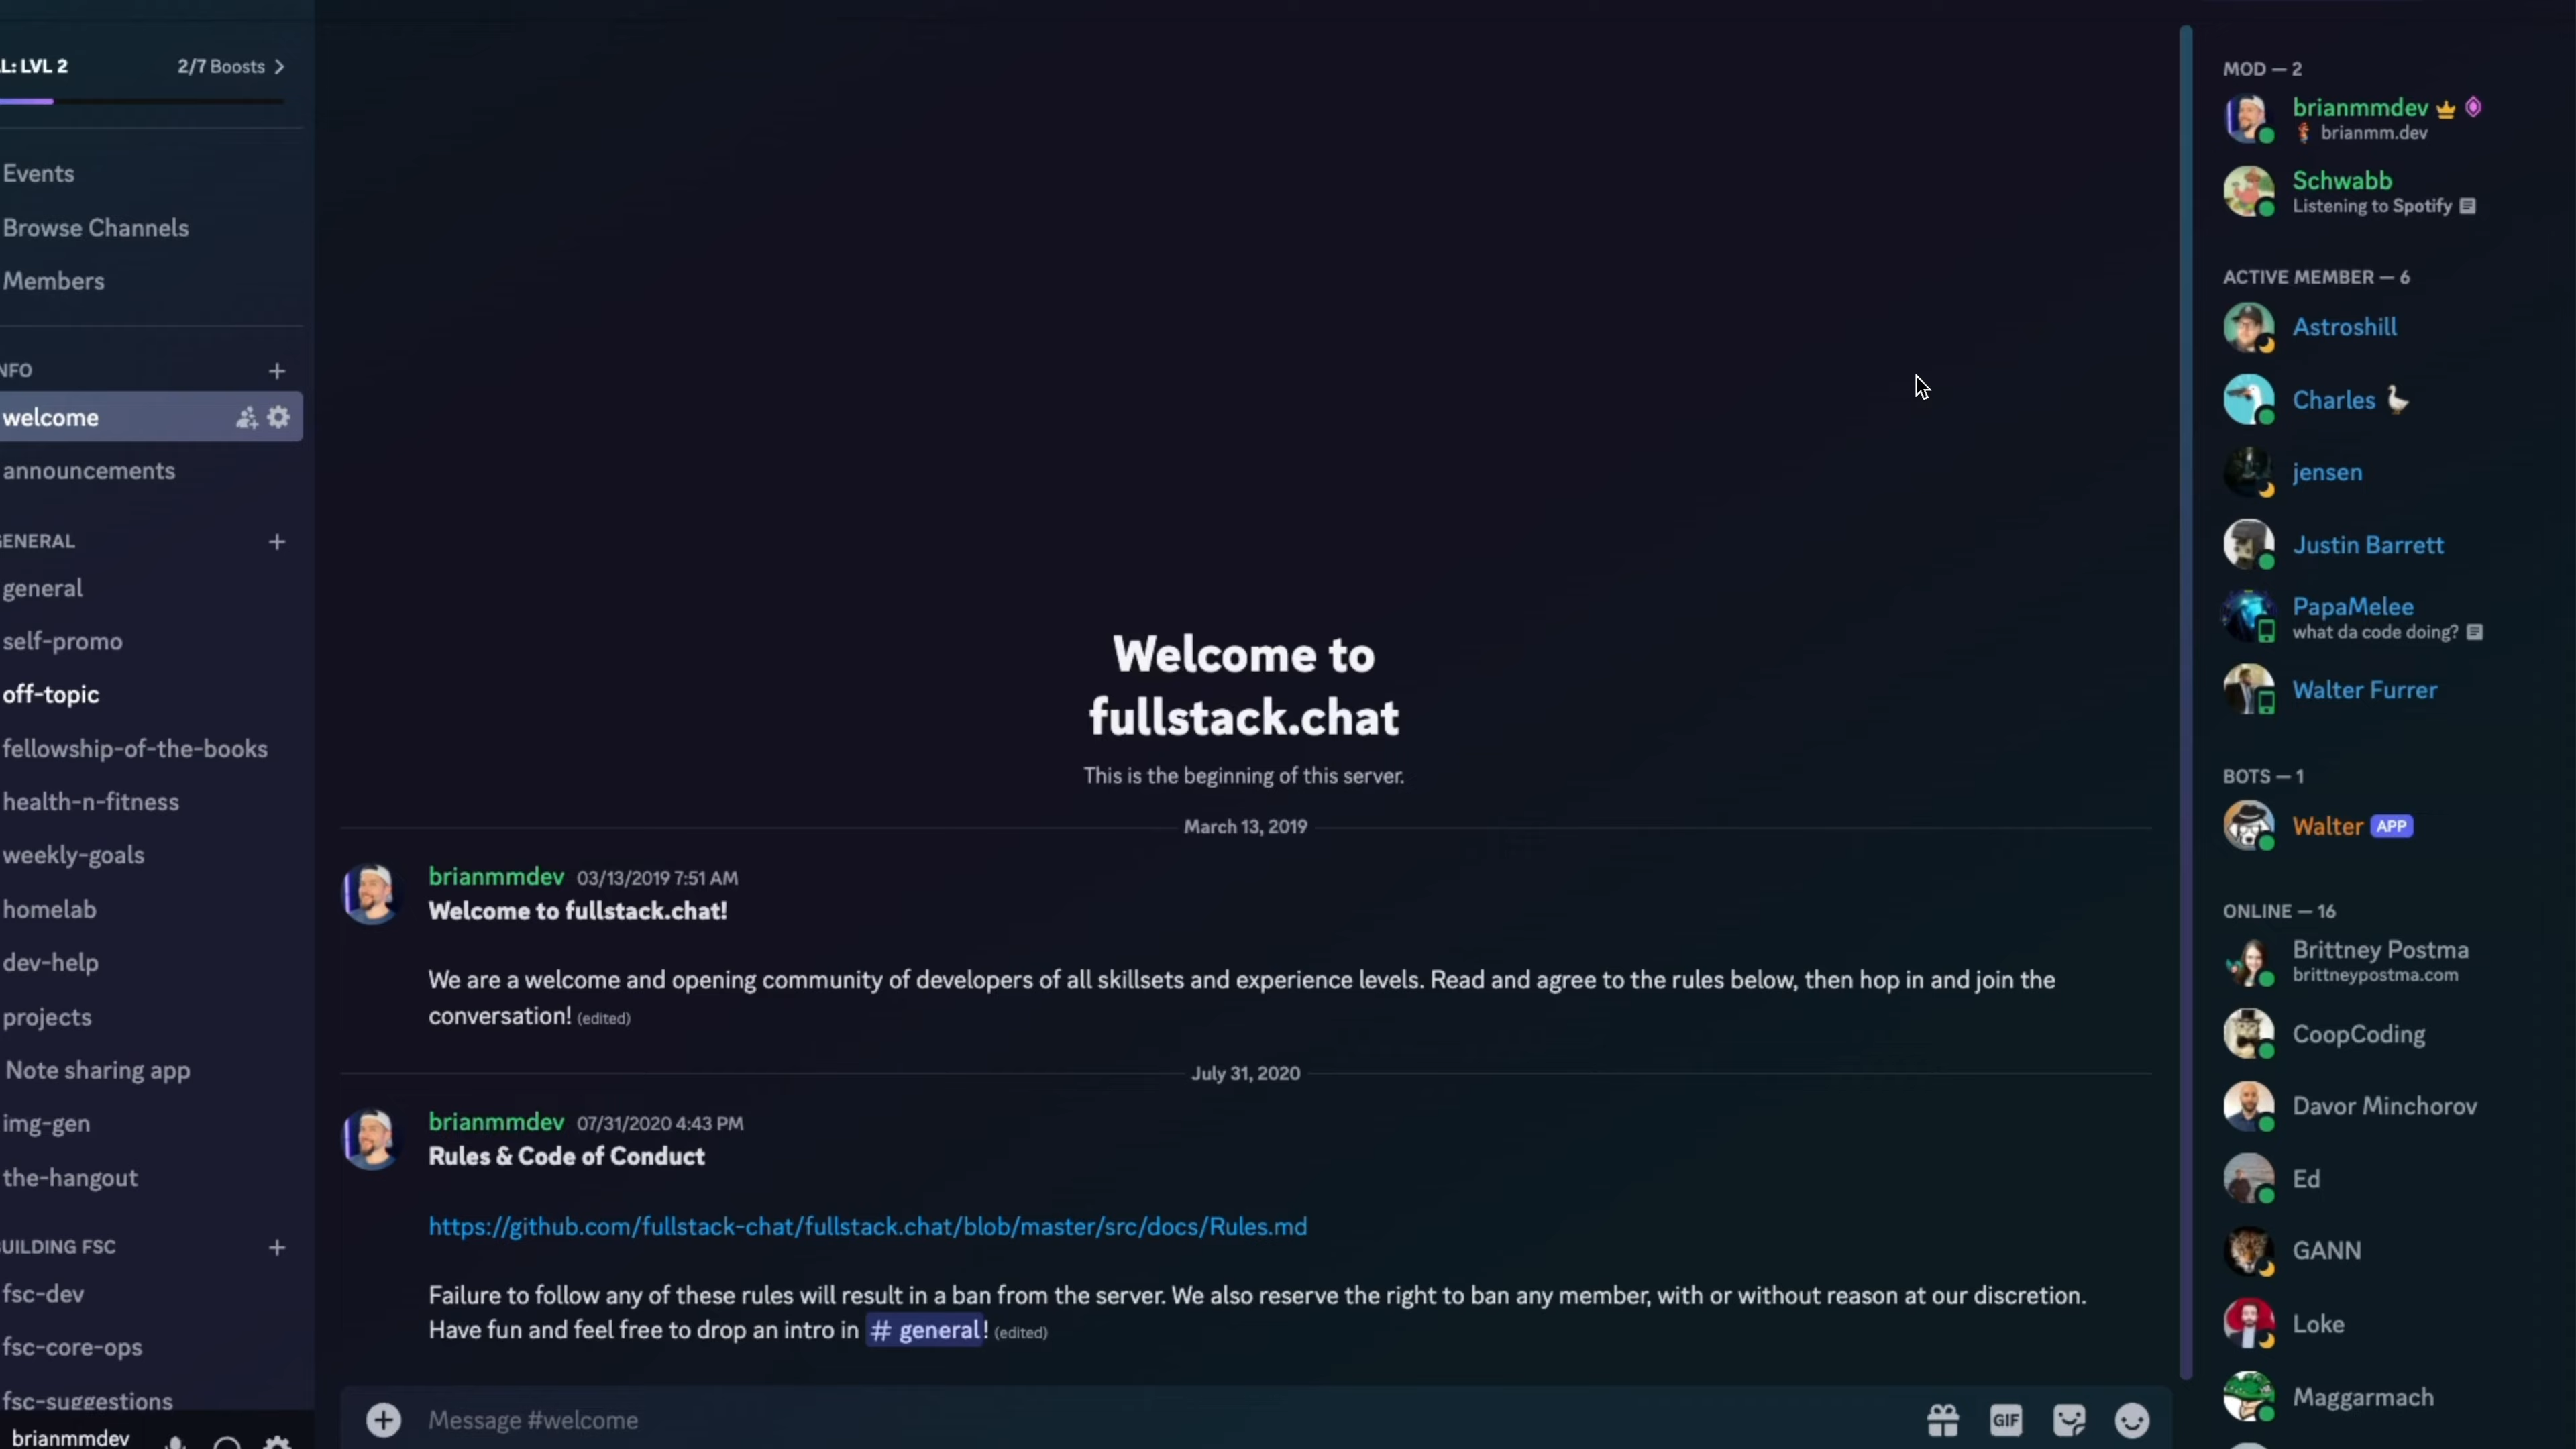 L: LVL 2
2/7 Boosts
Events
Browse Channels
Members
NFO
welcome
announcements
GENERAL
general
self-promo
off-topic
fellowship-of-the-books
health-n-fitness
weekly-goals
homelab
dev-help
projects
Note sharing app
img-gen
the-hangout
UILDING FSC
fsc-dev
fsc-core-ops
fsc-suggestions
brianmmdev
Welcome to
fullstack.chat
This is the beginning of this server.
March 13, 2019
brianmmdev 03/13/2019 7:51 AM
Welcome to fullstack.chat!
We are a welcome and opening community of developers of all skillsets and experience levels. Read and agree to the rules below, then hop in and join the
conversation! (edited)
July 31, 2020
brianmmdev 07/31/2020 4:43 PM
Rules & Code of Conduct
https://github.com/fullstack-chat/fullstack.chat/blob/master/src/docs/Rules.md
Failure to follow any of these rules will result in a ban from the server. We also reserve the right to ban any member, with or without reason at our discretion.
Have fun and feel free to drop an intro in # general! (edited)
Message #welcome
GIF
MOD — 2
brianmmdev
brianmm.dev
Schwabb
Listening to Spotify
ACTIVE MEMBER — 6
Astroshill
Charles
jensen
Justin Barrett
PapaMelee
what da code doing?
Walter Furrer
BOTS — 1
Walter APP
ONLINE — 16
Brittney Postma
brittneypostma.com
CoopCoding
Davor Minchorov
Ed
GANN
Loke
Maggarmach